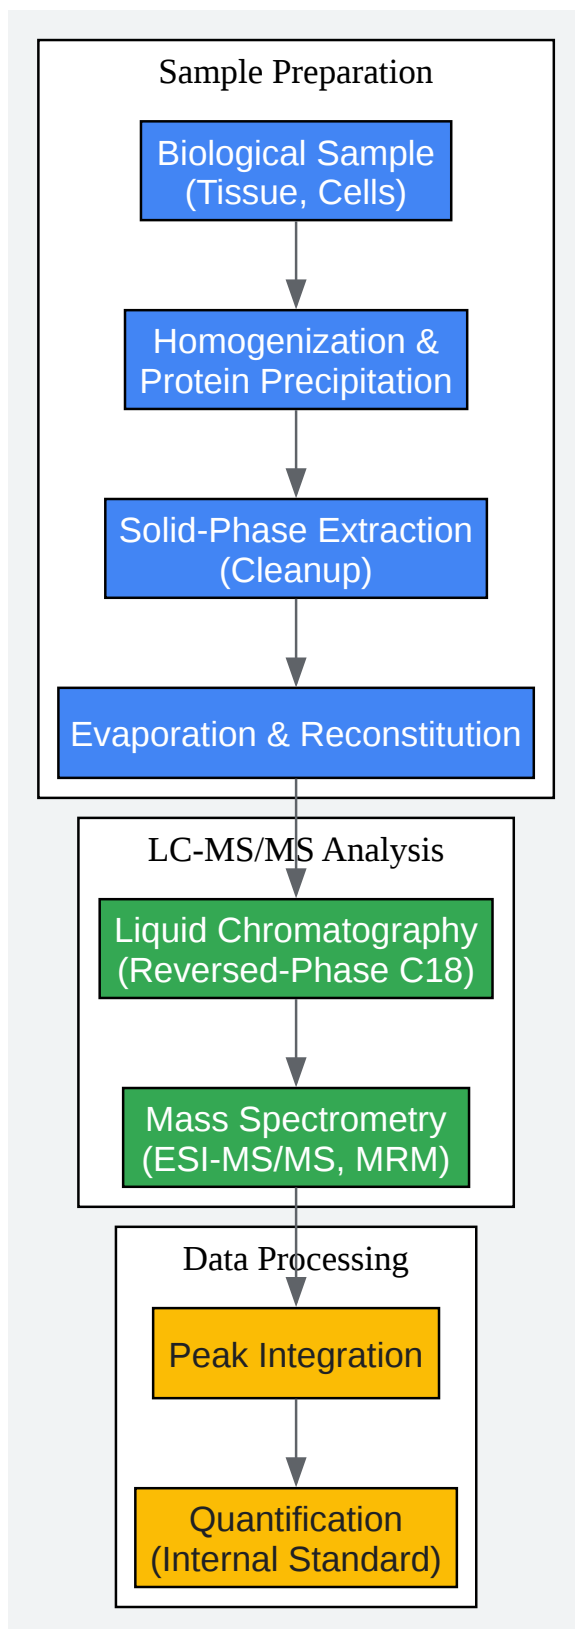 Sample Preparation
Biological Sample
(Tissue, Cells)
Homogenization &
Protein Precipitation
Solid-Phase Extraction
(Cleanup)
Evaporation & Reconstitution
LC-MS/MS Analysis
Liquid Chromatography
(Reversed-Phase C18)
Mass Spectrometry
(ESI-MS/MS, MRM)
Data Processing
Peak Integration
Quantification
(Internal Standard)